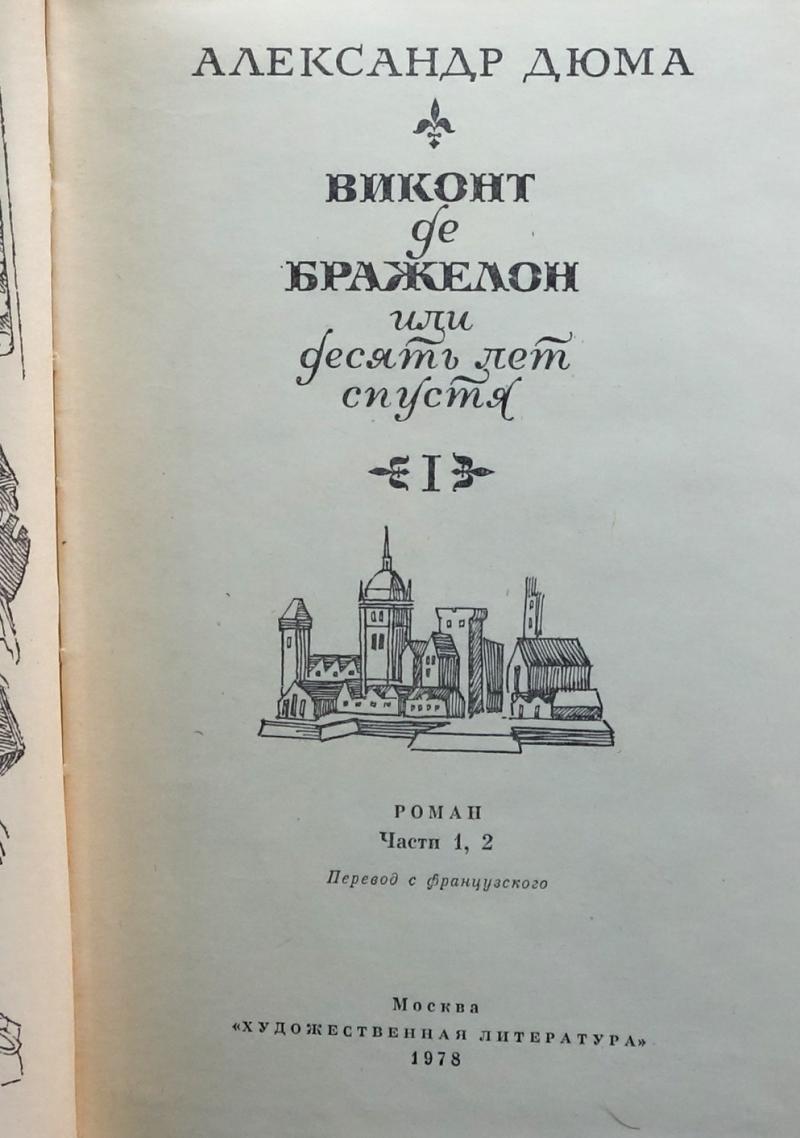 АЛЕКСАНДР ДЮМА
ВИКОНТ
де
БРАЖЕЛОН
или
десять лет
спустя
I
РОМАН
Части 1, 2
Перевод с французского
Москва
«ХУДОЖЕСТВЕННАЯ ЛИТЕРАТУРА»
1978